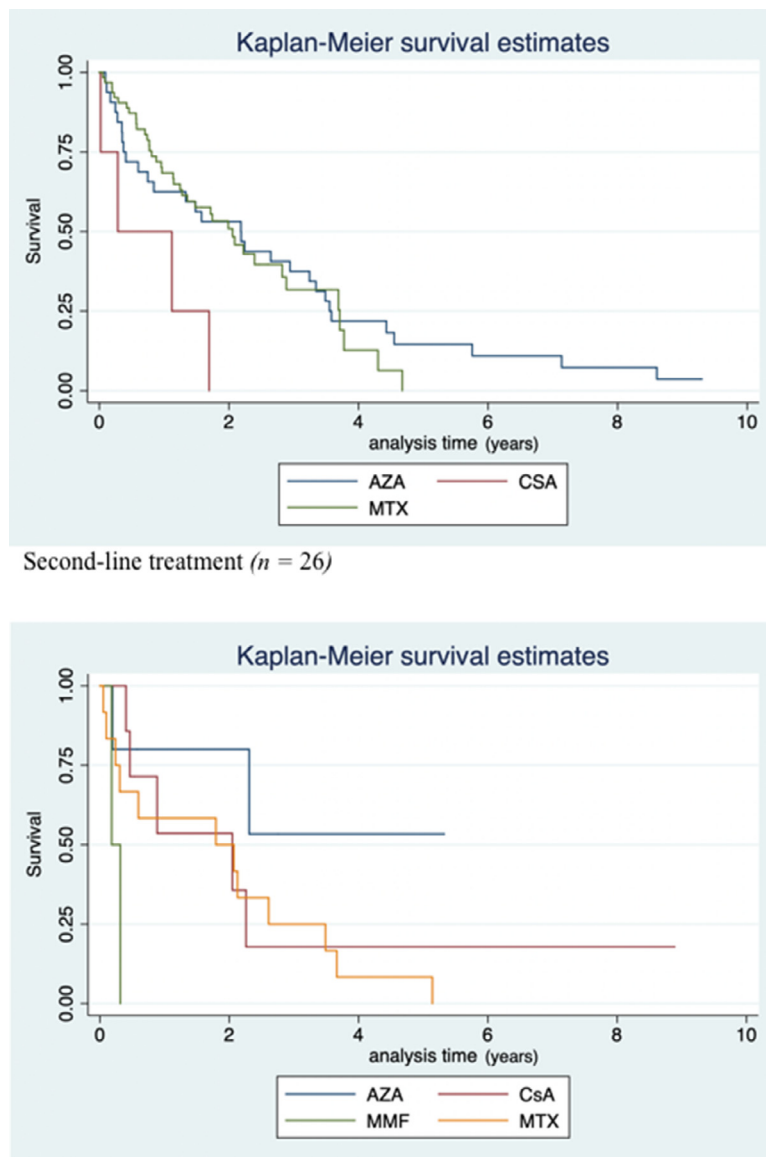 Kaplan-Meier survival estimates
1.00
0.75
0.50
0.25
0.00
Survival
0 2 4 6 8 10
analysis time (years)
AZA CSA
MTX
Second-line treatment (n = 26)
Kaplan-Meier survival estimates
1.00
0.75
0.50
0.25
0.00
Survival
0 2 4 6 8 10
analysis time (years)
AZA CsA
MMF MTX